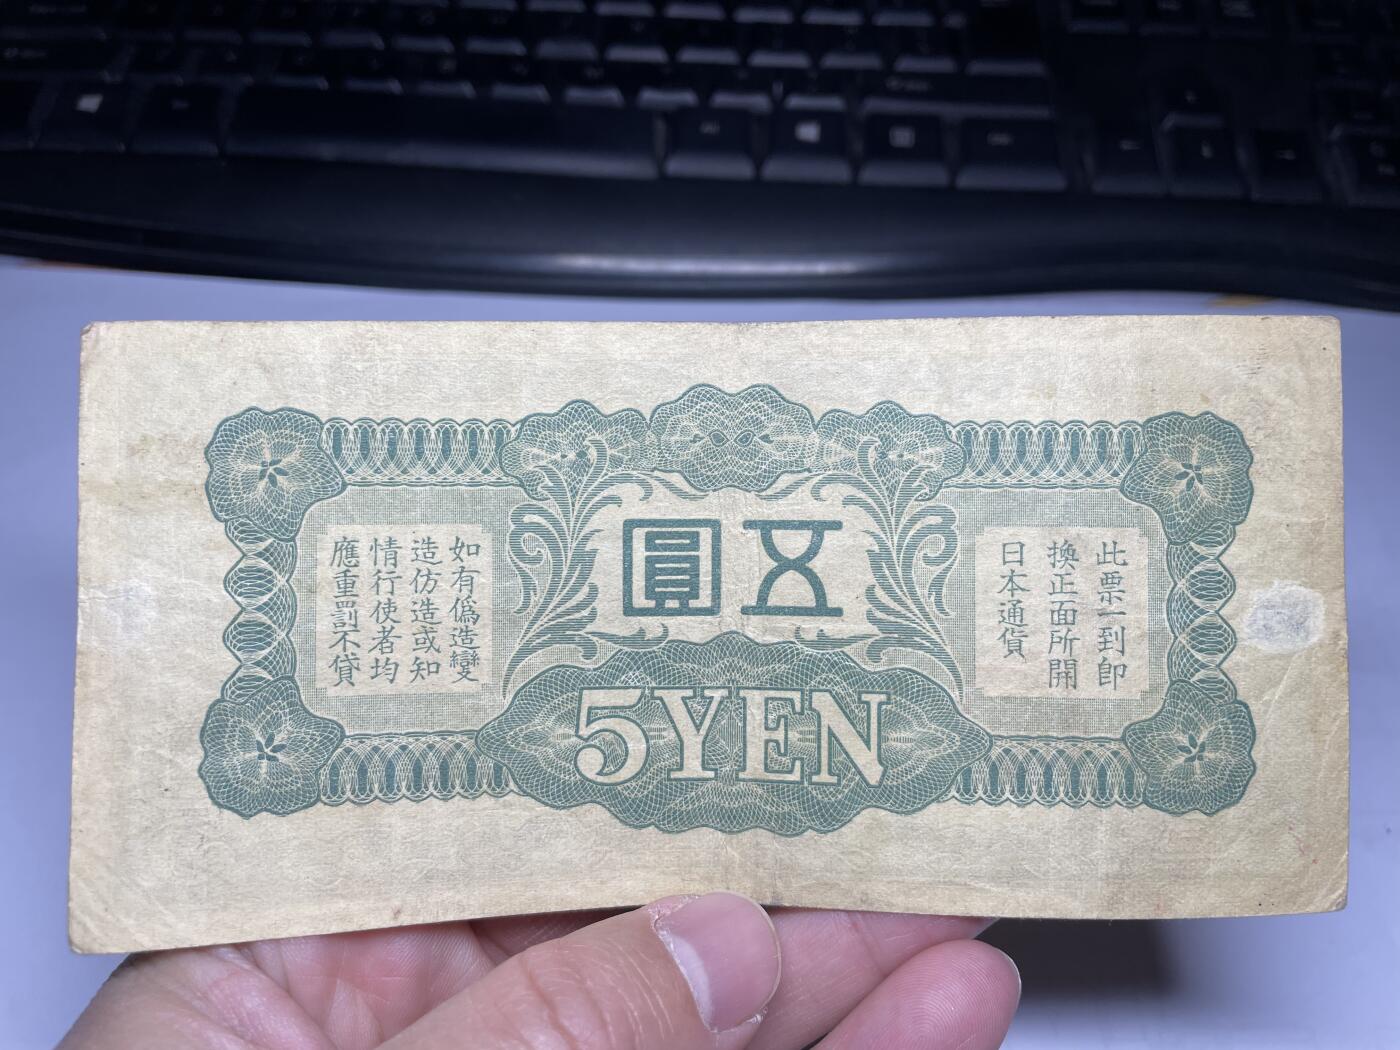 五圓
此票一到卽
換正面所開
日本通貨
如有僞造變
造仿造或知
情行使者均
應重罰不貸
5YEN